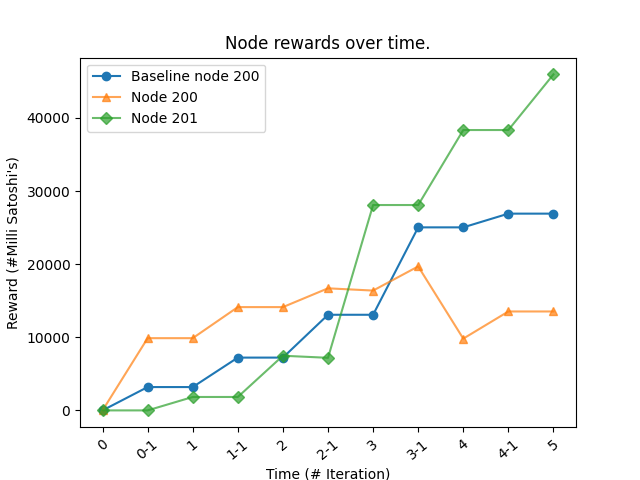 Node rewards over time.
Baseline node 200
Node 200
Node 201
Reward (#Milli Satoshi's)
40000
30000
20000
10000
0
0
0-1
1
1-1
2
2-1
3
3-1
4
4-1
5
Time (# Iteration)